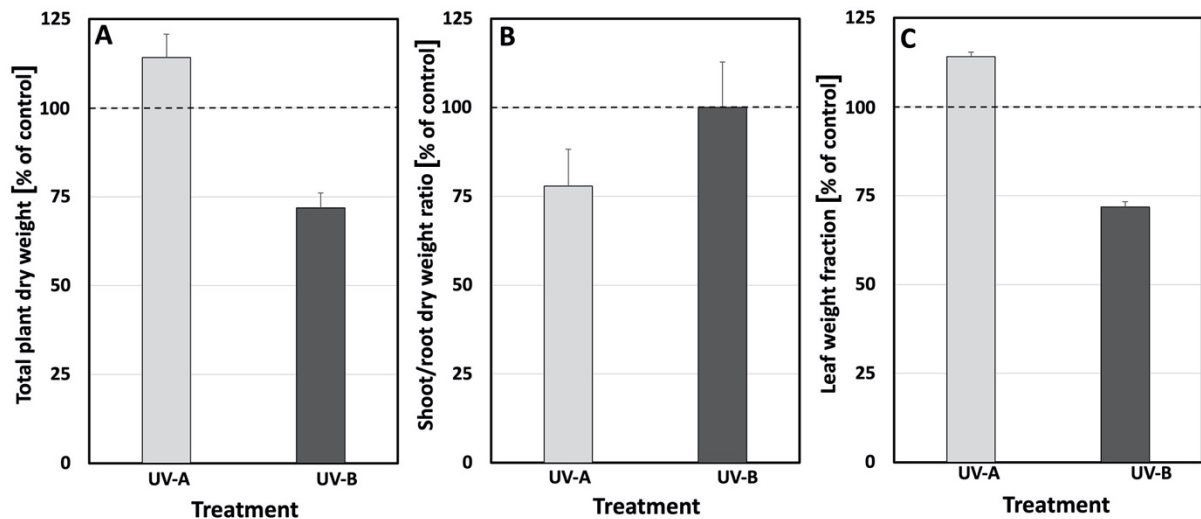 A
Total plant dry weight [% of control]
125
100
75
50
25
0
UV-A
UV-B
Treatment
B
Shoot/root dry weight ratio [% of control]
125
100
75
50
25
0
UV-A
UV-B
Treatment
C
Leaf weight fraction [% of control]
125
100
75
50
25
0
UV-A
UV-B
Treatment